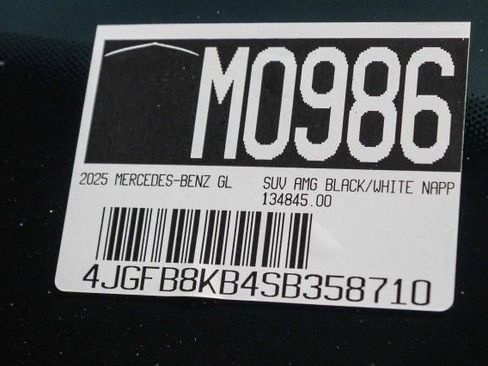 M0986
2025 MERCEDES-BENZ GL SUV AMG BLACK/WHITE NAPP
134845.00
4JGFB8KB4SB358710